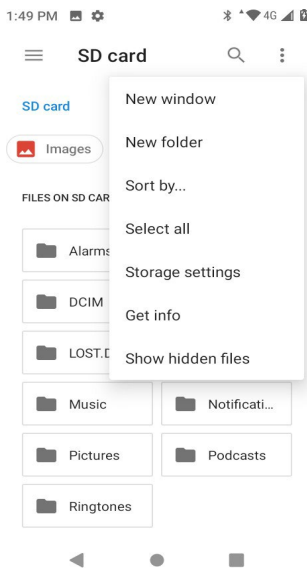 1:49 PM 4G
SD card
SD card
New window
New folder
Sort by...
Select all
Storage settings
Get info
Show hidden files
Images
FILES ON SD CAR
Alarms
DCIM
LOST.D
Music
Notificati...
Pictures
Podcasts
Ringtones